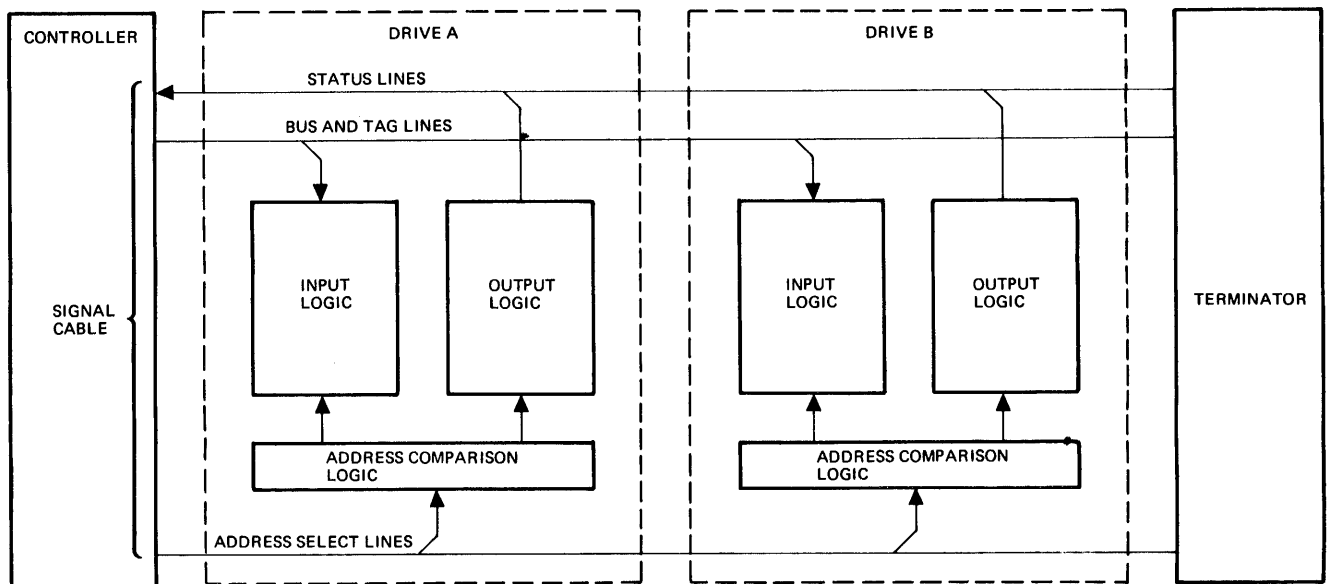 CONTROLLER
DRIVE A
DRIVE B
STATUS LINES
BUS AND TAG LINES
INPUT
LOGIC
OUTPUT
LOGIC
INPUT
LOGIC
OUTPUT
LOGIC
SIGNAL
CABLE
TERMINATOR
ADDRESS COMPARISON
LOGIC
ADDRESS COMPARISON
LOGIC
ADDRESS SELECT LINES